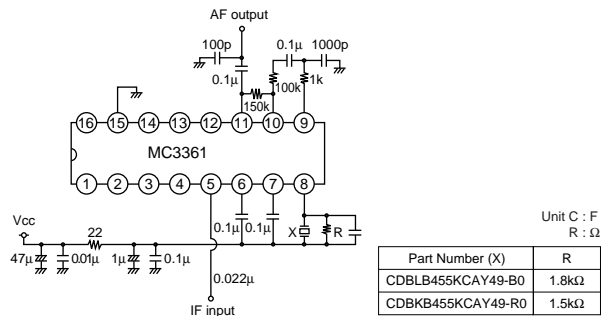 AF output
100p
0.1μ
0.1μ 1000p
100k 1k
150k
16 15 14 13 12 11 10 9
MC3361
1 2 3 4 5 6 7 8
Vcc
22
47μ 0.01μ 1μ 0.1μ
0.1μ 0.1μ
X R
0.022μ
IF input
Unit C : F
R : Ω
Part Number (X) R
CDBLB455KCAY49-B0 1.8kΩ
CDBKB455KCAY49-R0 1.5kΩ